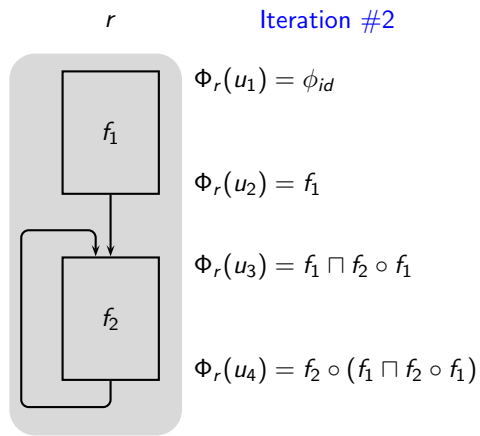 r Iteration #2
Φr(u1) = ϕid
f1
Φr(u2) = f1
Φr(u3) = f1 ⊓ f2 ∘ f1
f2
Φr(u4) = f2 ∘ (f1 ⊓ f2 ∘ f1)